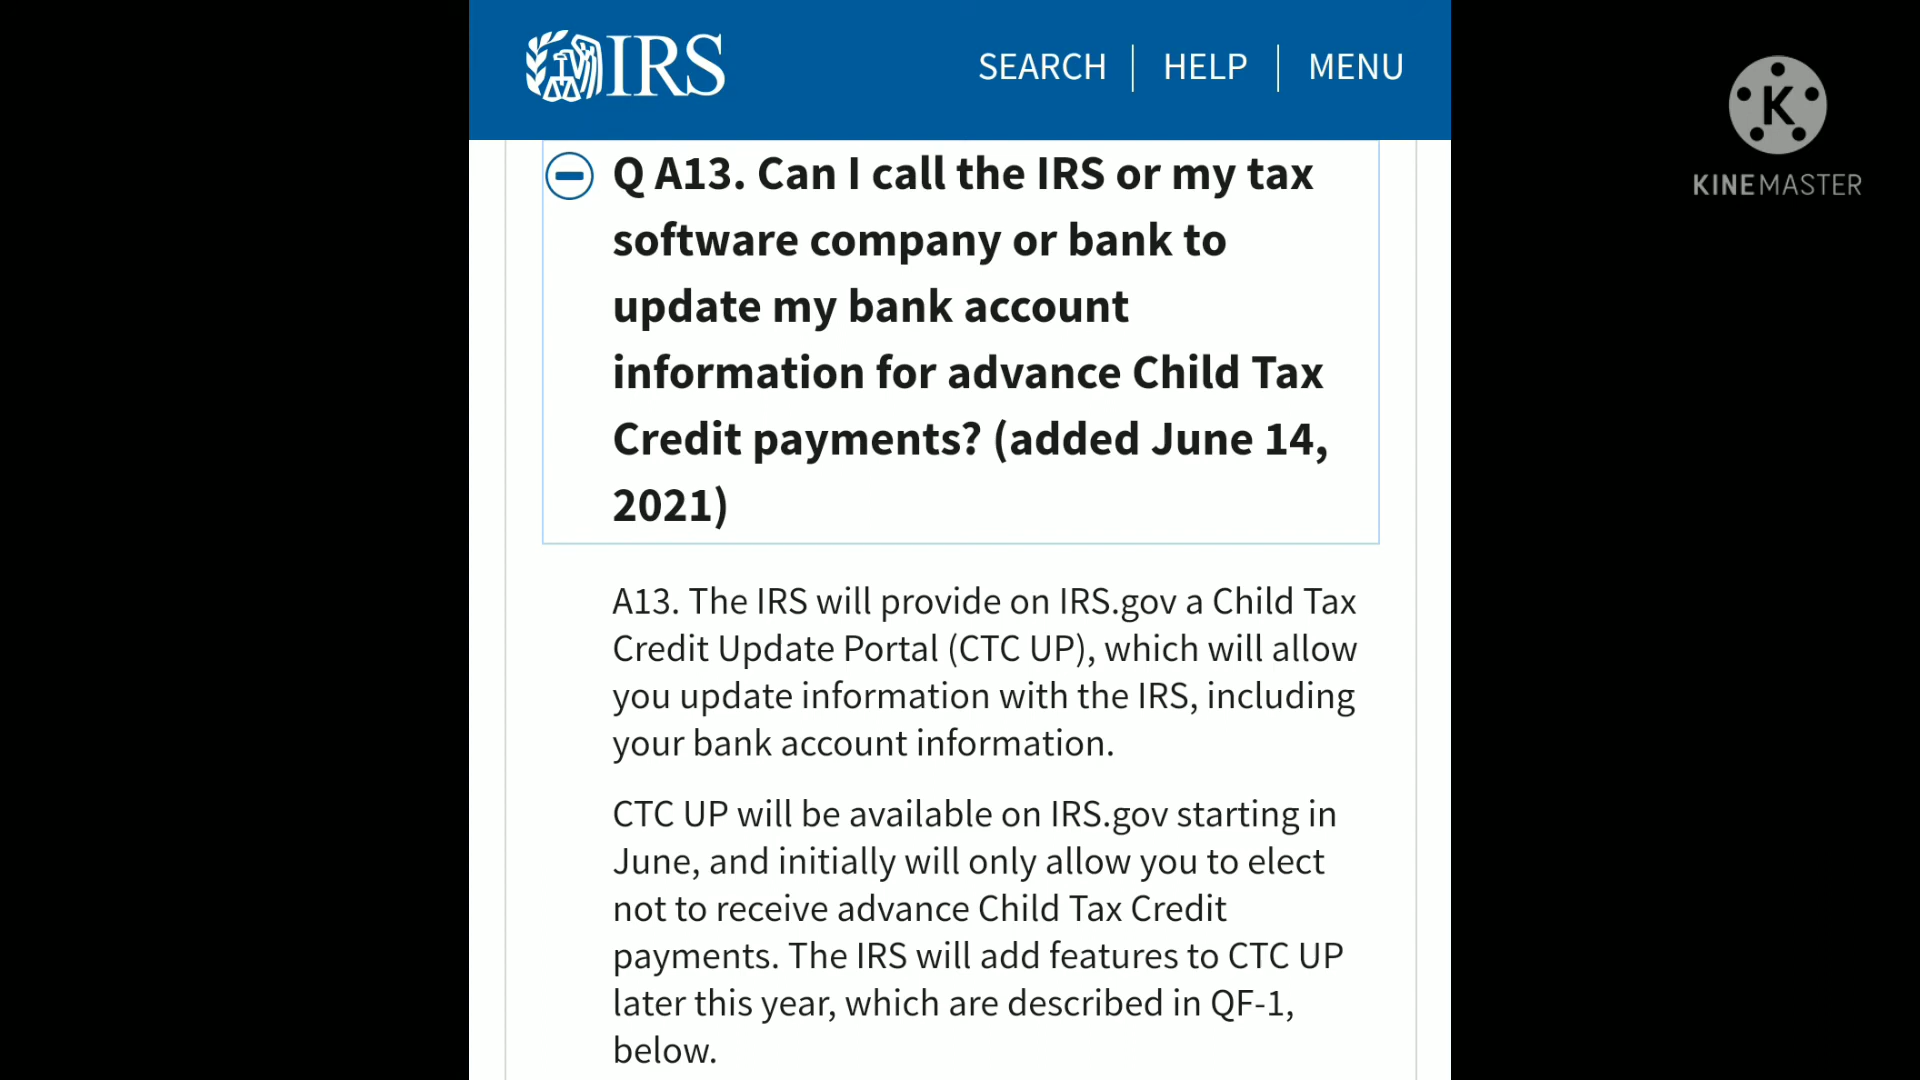 IRS
SEARCH | HELP | MENU
K
KINEMASTER
Q A13. Can I call the IRS or my tax
software company or bank to
update my bank account
information for advance Child Tax
Credit payments? (added June 14,
2021)
A13. The IRS will provide on IRS.gov a Child Tax
Credit Update Portal (CTC UP), which will allow
you update information with the IRS, including
your bank account information.
CTC UP will be available on IRS.gov starting in
June, and initially will only allow you to elect
not to receive advance Child Tax Credit
payments. The IRS will add features to CTC UP
later this year, which are described in QF-1,
below.